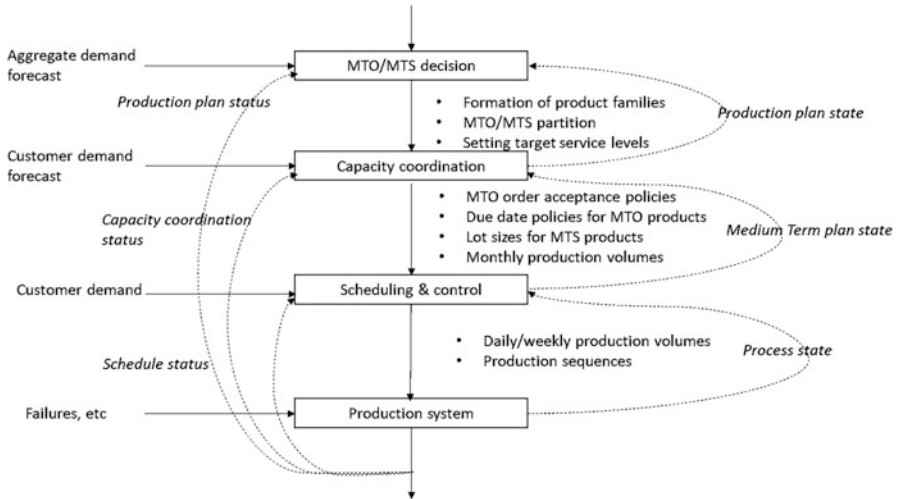 Aggregate demand
forecast
MTO/MTS decision
Production plan status
• Formation of product families
• MTO/MTS partition
• Setting target service levels
Production plan state
Customer demand
forecast
Capacity coordination
Capacity coordination
status
• MTO order acceptance policies
• Due date policies for MTO products
• Lot sizes for MTS products
• Monthly production volumes
Medium Term plan state
Customer demand
Scheduling & control
Schedule status
• Daily/weekly production volumes
• Production sequences
Process state
Failures, etc
Production system